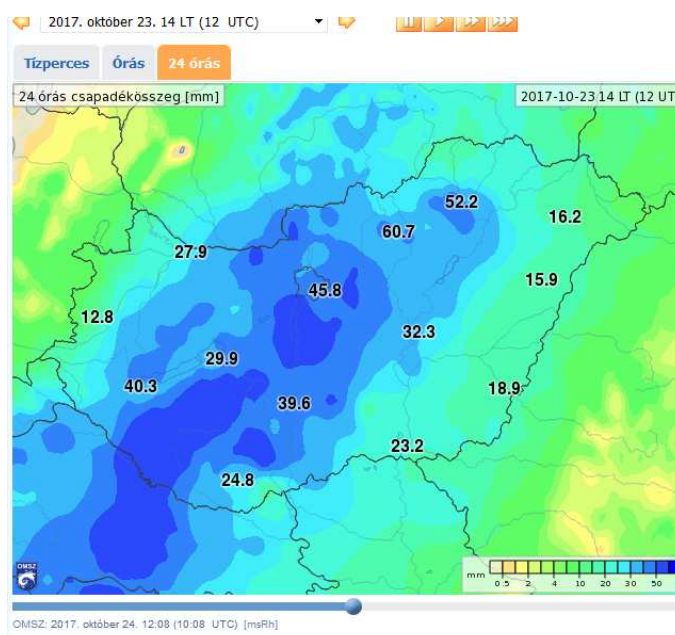 2017. október 23. 14 LT (12 UTC)
Tízperces Órás 24 órás
24 órás csapadékösszeg [mm] 2017-10-23 14 LT (12 UT
52.2
16.2
60.7
27.9
15.9
45.8
12.8
32.3
29.9
40.3
18.9
39.6
23.2
24.8
OMSZ
mm 0.5 2 4 10 20 30 50
OMSZ: 2017. október 24. 12:08 (10:08 UTC) [msRh]